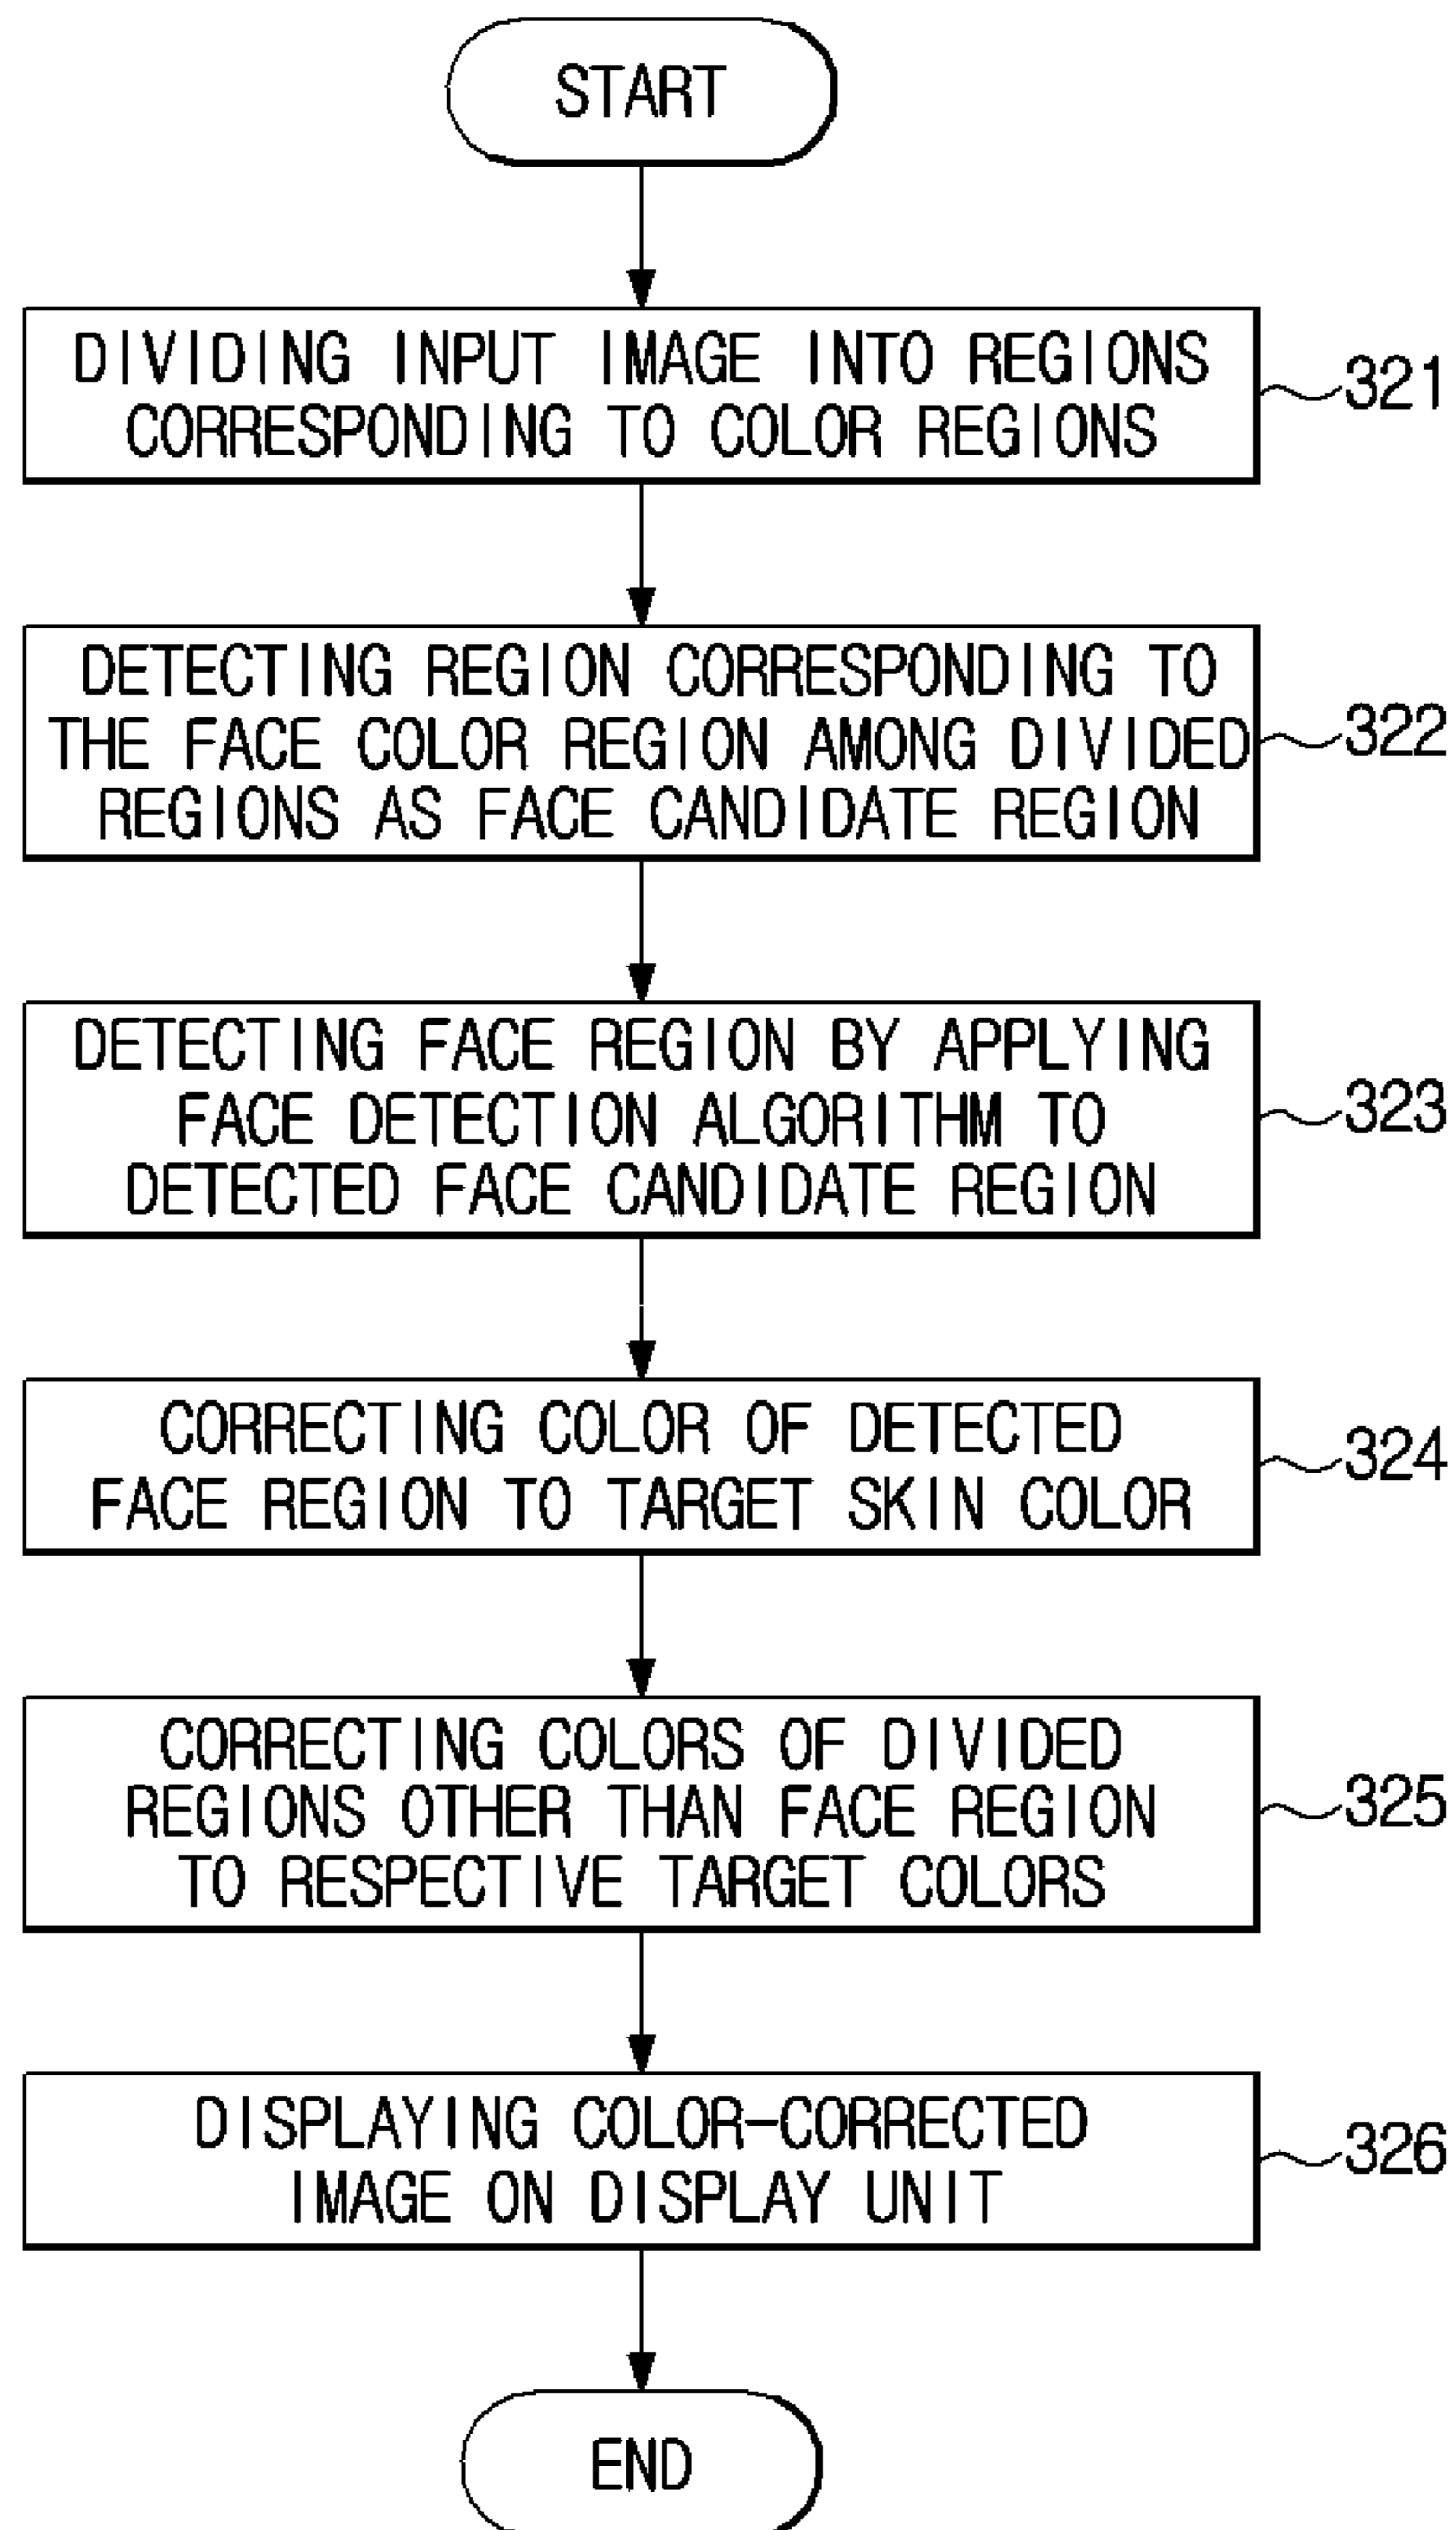 START
DIVIDING INPUT IMAGE INTO REGIONS
CORRESPONDING TO COLOR REGIONS
321
DETECTING REGION CORRESPONDING TO
THE FACE COLOR REGION AMONG DIVIDED
REGIONS AS FACE CANDIDATE REGION
322
DETECTING FACE REGION BY APPLYING
FACE DETECTION ALGORITHM TO
DETECTED FACE CANDIDATE REGION
323
CORRECTING COLOR OF DETECTED
FACE REGION TO TARGET SKIN COLOR
324
CORRECTING COLORS OF DIVIDED
REGIONS OTHER THAN FACE REGION
TO RESPECTIVE TARGET COLORS
325
DISPLAYING COLOR-CORRECTED
IMAGE ON DISPLAY UNIT
326
END